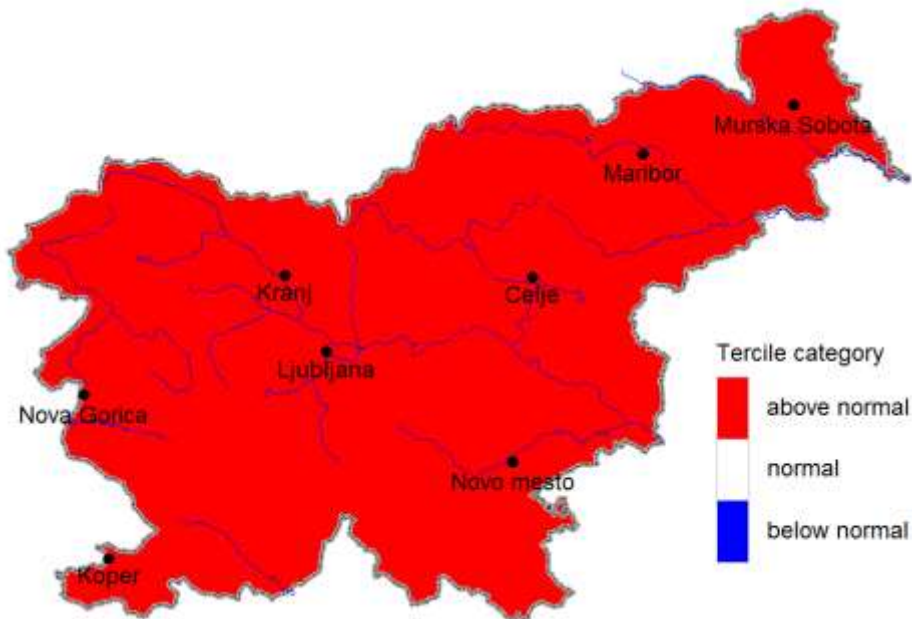 Murska Sobota
Maribor
Kranj
Celje
Ljubljana
Nova Gorica
Novo mesto
Koper
Tercile category
above normal
normal
below normal